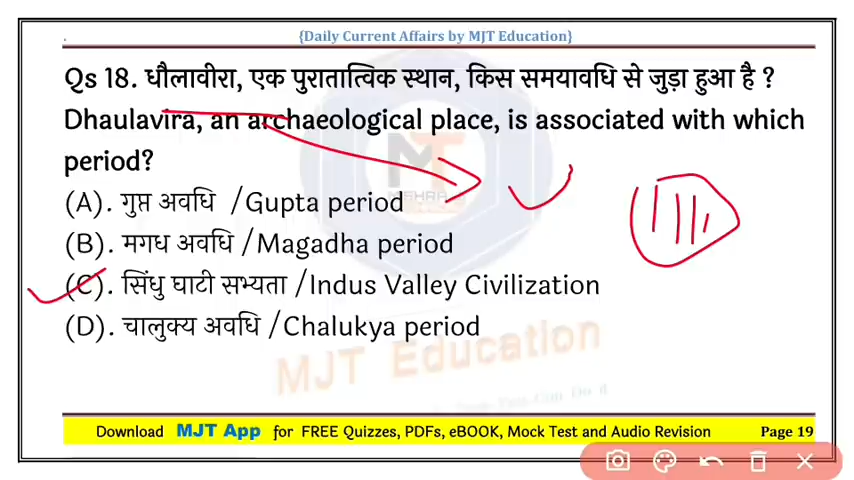 {Daily Current Affairs by MJT Education}
Qs 18. धौलावीरा, एक पुरातात्विक स्थान, किस समयावधि से जुड़ा हुआ है ?
Dhaulavira, an archaeological place, is associated with which
period?
(A). गुप्त अवधि /Gupta period
(B). मगध अवधि /Magadha period
(C). सिंधु घाटी सभ्यता /Indus Valley Civilization
(D). चालुक्य अवधि /Chalukya period
MJT Education
Download MJT App for FREE Quizzes, PDFs, eBOOK, Mock Test and Audio Revision Page 19